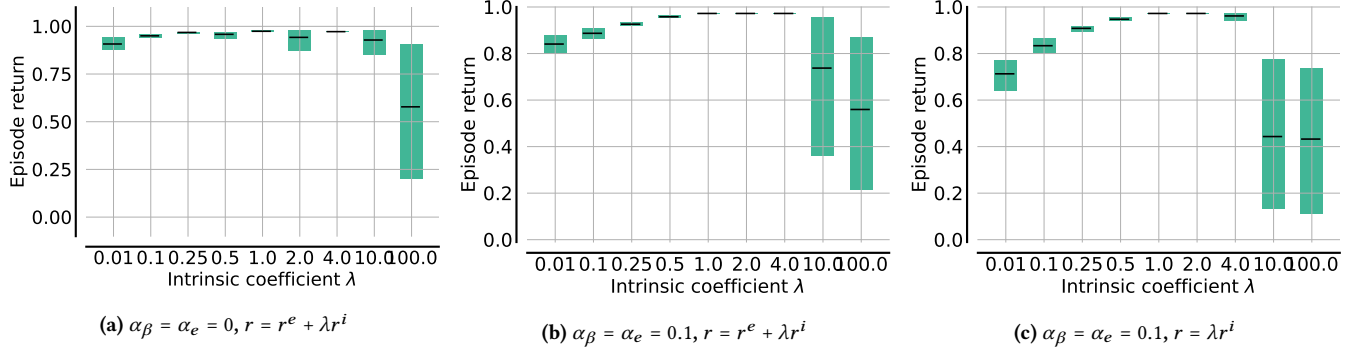 1.00
0.75
0.50
0.25
0.00
Episode return
0.01 0.1 0.25 0.5 1.0 2.0 4.0 10.0 100.0
Intrinsic coefficient λ
(a) αβ = αe = 0, r = r^e + λr^i
1.0
0.8
0.6
0.4
0.2
0.0
Episode return
0.01 0.1 0.25 0.5 1.0 2.0 4.0 10.0 100.0
Intrinsic coefficient λ
(b) αβ = αe = 0.1, r = r^e + λr^i
1.0
0.8
0.6
0.4
0.2
0.0
Episode return
0.01 0.1 0.25 0.5 1.0 2.0 4.0 10.0 100.0
Intrinsic coefficient λ
(c) αβ = αe = 0.1, r = λr^i